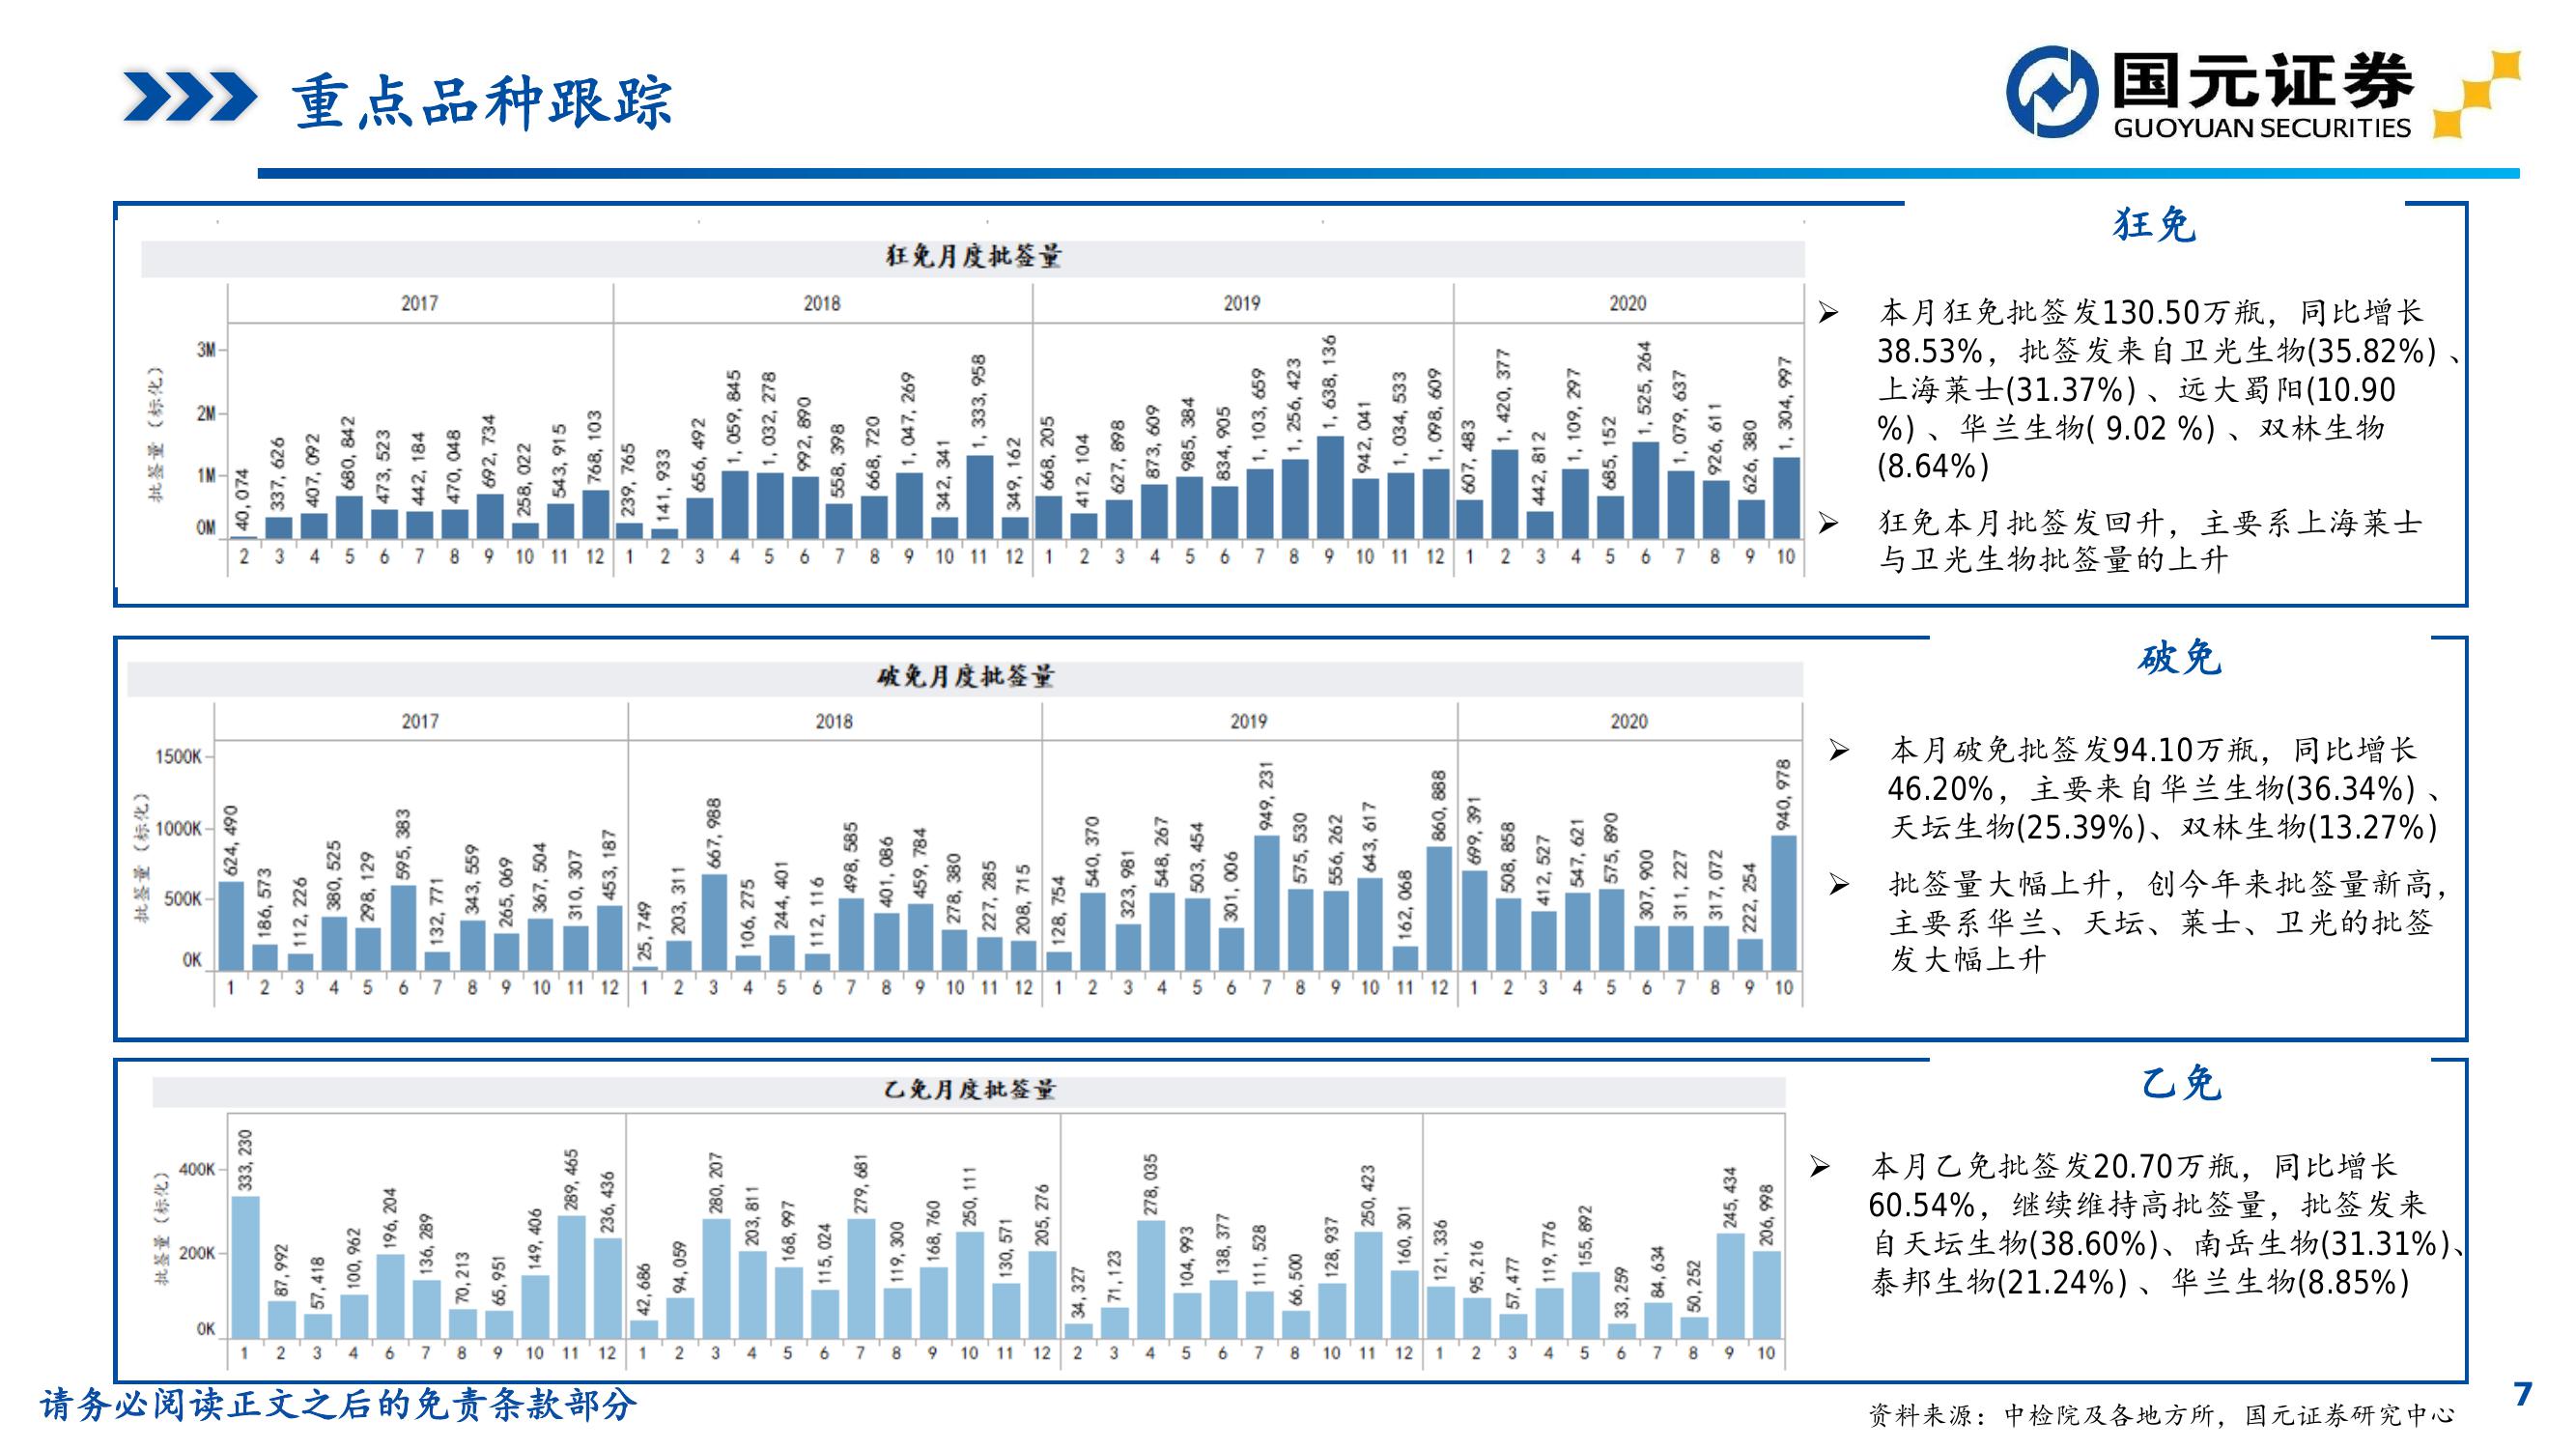 重点品种跟踪
国元证券
GUOYUAN SECURITIES
狂免月度批签量
2017 2018 2019 2020
批签量（标化）
3M
2M
1M
0M
40,074 337,626 407,092 680,842 473,523 442,184 470,048 692,734 258,022 543,915 768,103 239,765 141,933 656,492 1,059,845 1,032,278 992,890 558,398 668,720 1,047,269 342,341 1,333,958 349,162 668,205 412,104 627,898 873,609 985,384 834,905 1,103,659 1,256,423 1,638,136 942,041 1,034,533 1,098,609 607,483 1,420,377 442,812 1,109,297 685,152 1,525,264 1,079,637 926,611 626,380 1,304,997
2 3 4 5 6 7 8 9 10 11 12 1 2 3 4 5 6 7 8 9 10 11 12 1 2 3 4 5 6 7 8 9 10 11 12 1 2 3 4 5 6 7 8 9 10
狂免
➢ 本月狂免批签发130.50万瓶，同比增长
38.53%，批签发来自卫光生物(35.82%) 、
上海莱士(31.37%) 、远大蜀阳(10.90
%) 、华兰生物( 9.02 %) 、双林生物
(8.64%)
➢ 狂免本月批签发回升，主要系上海莱士
与卫光生物批签量的上升
破免月度批签量
2017 2018 2019 2020
批签量（标化）
1500K
1000K
500K
0K
624,490 186,573 112,226 380,525 298,129 595,383 132,771 343,559 265,069 367,504 310,307 453,187 25,749 203,311 667,988 106,275 244,401 112,116 498,585 401,086 459,784 278,380 227,285 208,715 128,754 540,370 323,981 548,267 503,454 301,006 949,231 575,530 556,262 643,617 162,068 860,888 699,391 508,858 412,527 547,621 575,890 307,900 311,227 317,072 222,254 940,978
1 2 3 4 5 6 7 8 9 10 11 12 1 2 3 4 5 6 7 8 9 10 11 12 1 2 3 4 5 6 7 8 9 10 11 12 1 2 3 4 5 6 7 8 9 10
破免
➢ 本月破免批签发94.10万瓶，同比增长
46.20%，主要来自华兰生物(36.34%) 、
天坛生物(25.39%)、双林生物(13.27%)
➢ 批签量大幅上升，创今年来批签量新高，
主要系华兰、天坛、莱士、卫光的批签
发大幅上升
乙免月度批签量
批签量（标化）
400K
200K
0K
333,230 87,992 57,418 100,962 196,204 136,289 70,213 65,951 149,406 289,465 236,436 42,686 94,059 280,207 203,811 168,997 115,024 279,681 119,300 168,760 250,111 130,571 205,276 34,327 71,123 278,035 104,993 138,377 111,528 66,500 128,937 250,423 160,301 121,336 95,216 57,477 119,776 155,892 33,259 84,634 50,252 245,434 206,998
1 2 3 4 6 7 8 9 10 11 12 1 2 3 4 5 6 7 8 9 10 11 12 2 3 4 5 6 7 8 10 11 12 1 2 3 4 5 6 7 8 9 10
乙免
➢ 本月乙免批签发20.70万瓶，同比增长
60.54%，继续维持高批签量，批签发来
自天坛生物(38.60%)、南岳生物(31.31%)、
泰邦生物(21.24%) 、华兰生物(8.85%)
请务必阅读正文之后的免责条款部分
资料来源：中检院及各地方所，国元证券研究中心
7